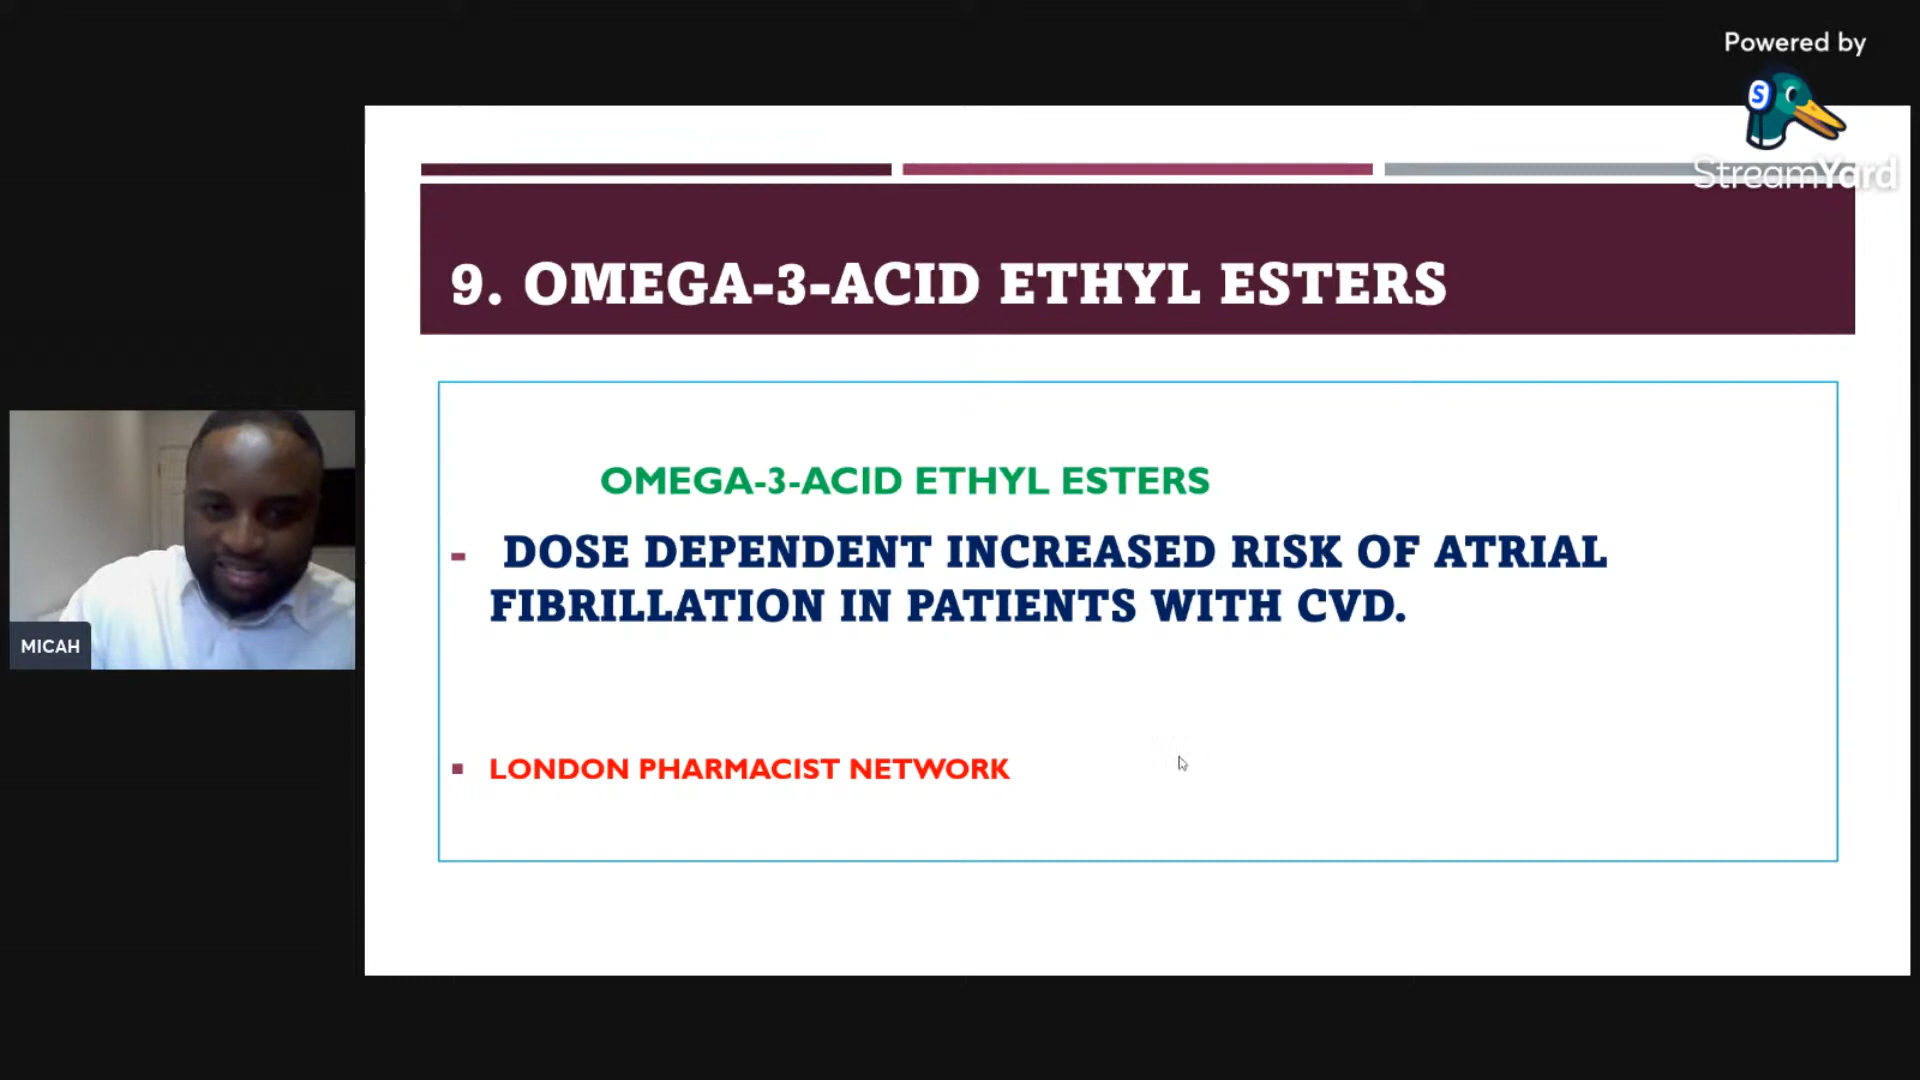 Powered by
S
StreamYard
9. OMEGA-3-ACID ETHYL ESTERS
OMEGA-3-ACID ETHYL ESTERS
- DOSE DEPENDENT INCREASED RISK OF ATRIAL
FIBRILLATION IN PATIENTS WITH CVD.
MICAH
▪ LONDON PHARMACIST NETWORK